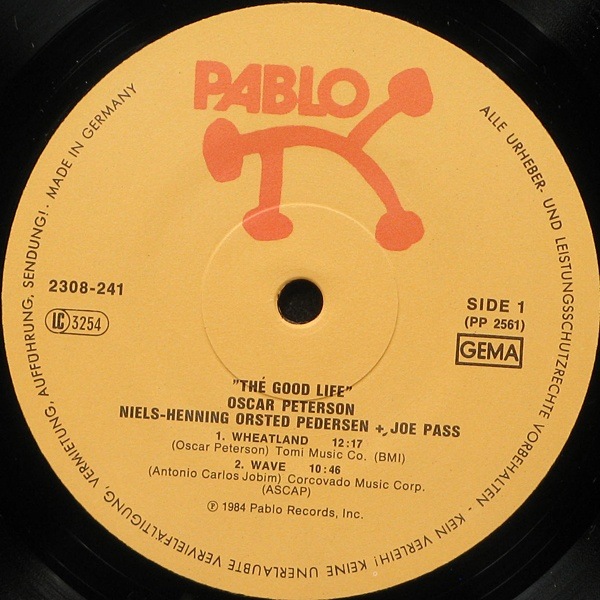 PABLO
MADE IN GERMANY
ALLE URHEBER- UND LEISTUNGSSCHUTZRECHTE VORBEHALTEN - KEIN VERLEIH! KEINE UNERLAUBTE VERVIELFÄLTIGUNG, VERMIETUNG, AUFFÜHRUNG, SENDUNG! ·
2308-241
LC 3254
SIDE 1
(PP 2561)
GEMA
"THE GOOD LIFE"
OSCAR PETERSON
NIELS-HENNING ORSTED PEDERSEN + JOE PASS
1. WHEATLAND 12:17
(Oscar Peterson) Tomi Music Co. (BMI)
2. WAVE 10:46
(Antonio Carlos Jobim) Corcovado Music Corp.
(ASCAP)
℗ 1984 Pablo Records, Inc.